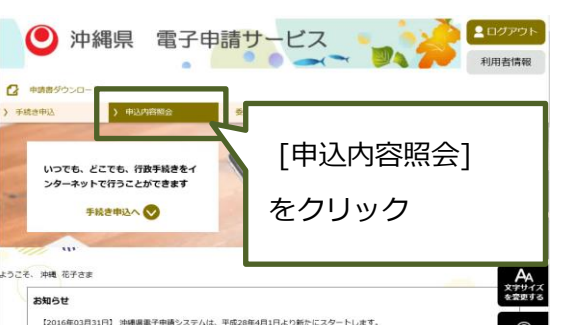 沖縄県 電子申請サービス
ログアウト
利用者情報
申請書ダウンロー
手続き申込
申込内容照会
[申込内容照会]
をクリック
いつでも、どこでも、行政手続きをイ
ンターネットで行うことができます
手続き申込へ
ようこそ、 沖縄 花子さま
AA
文字サイズ
を変更する
お知らせ
【2016年03月31日】 沖縄県電子申請システムは、平成28年4月1日より新たにスタートします。